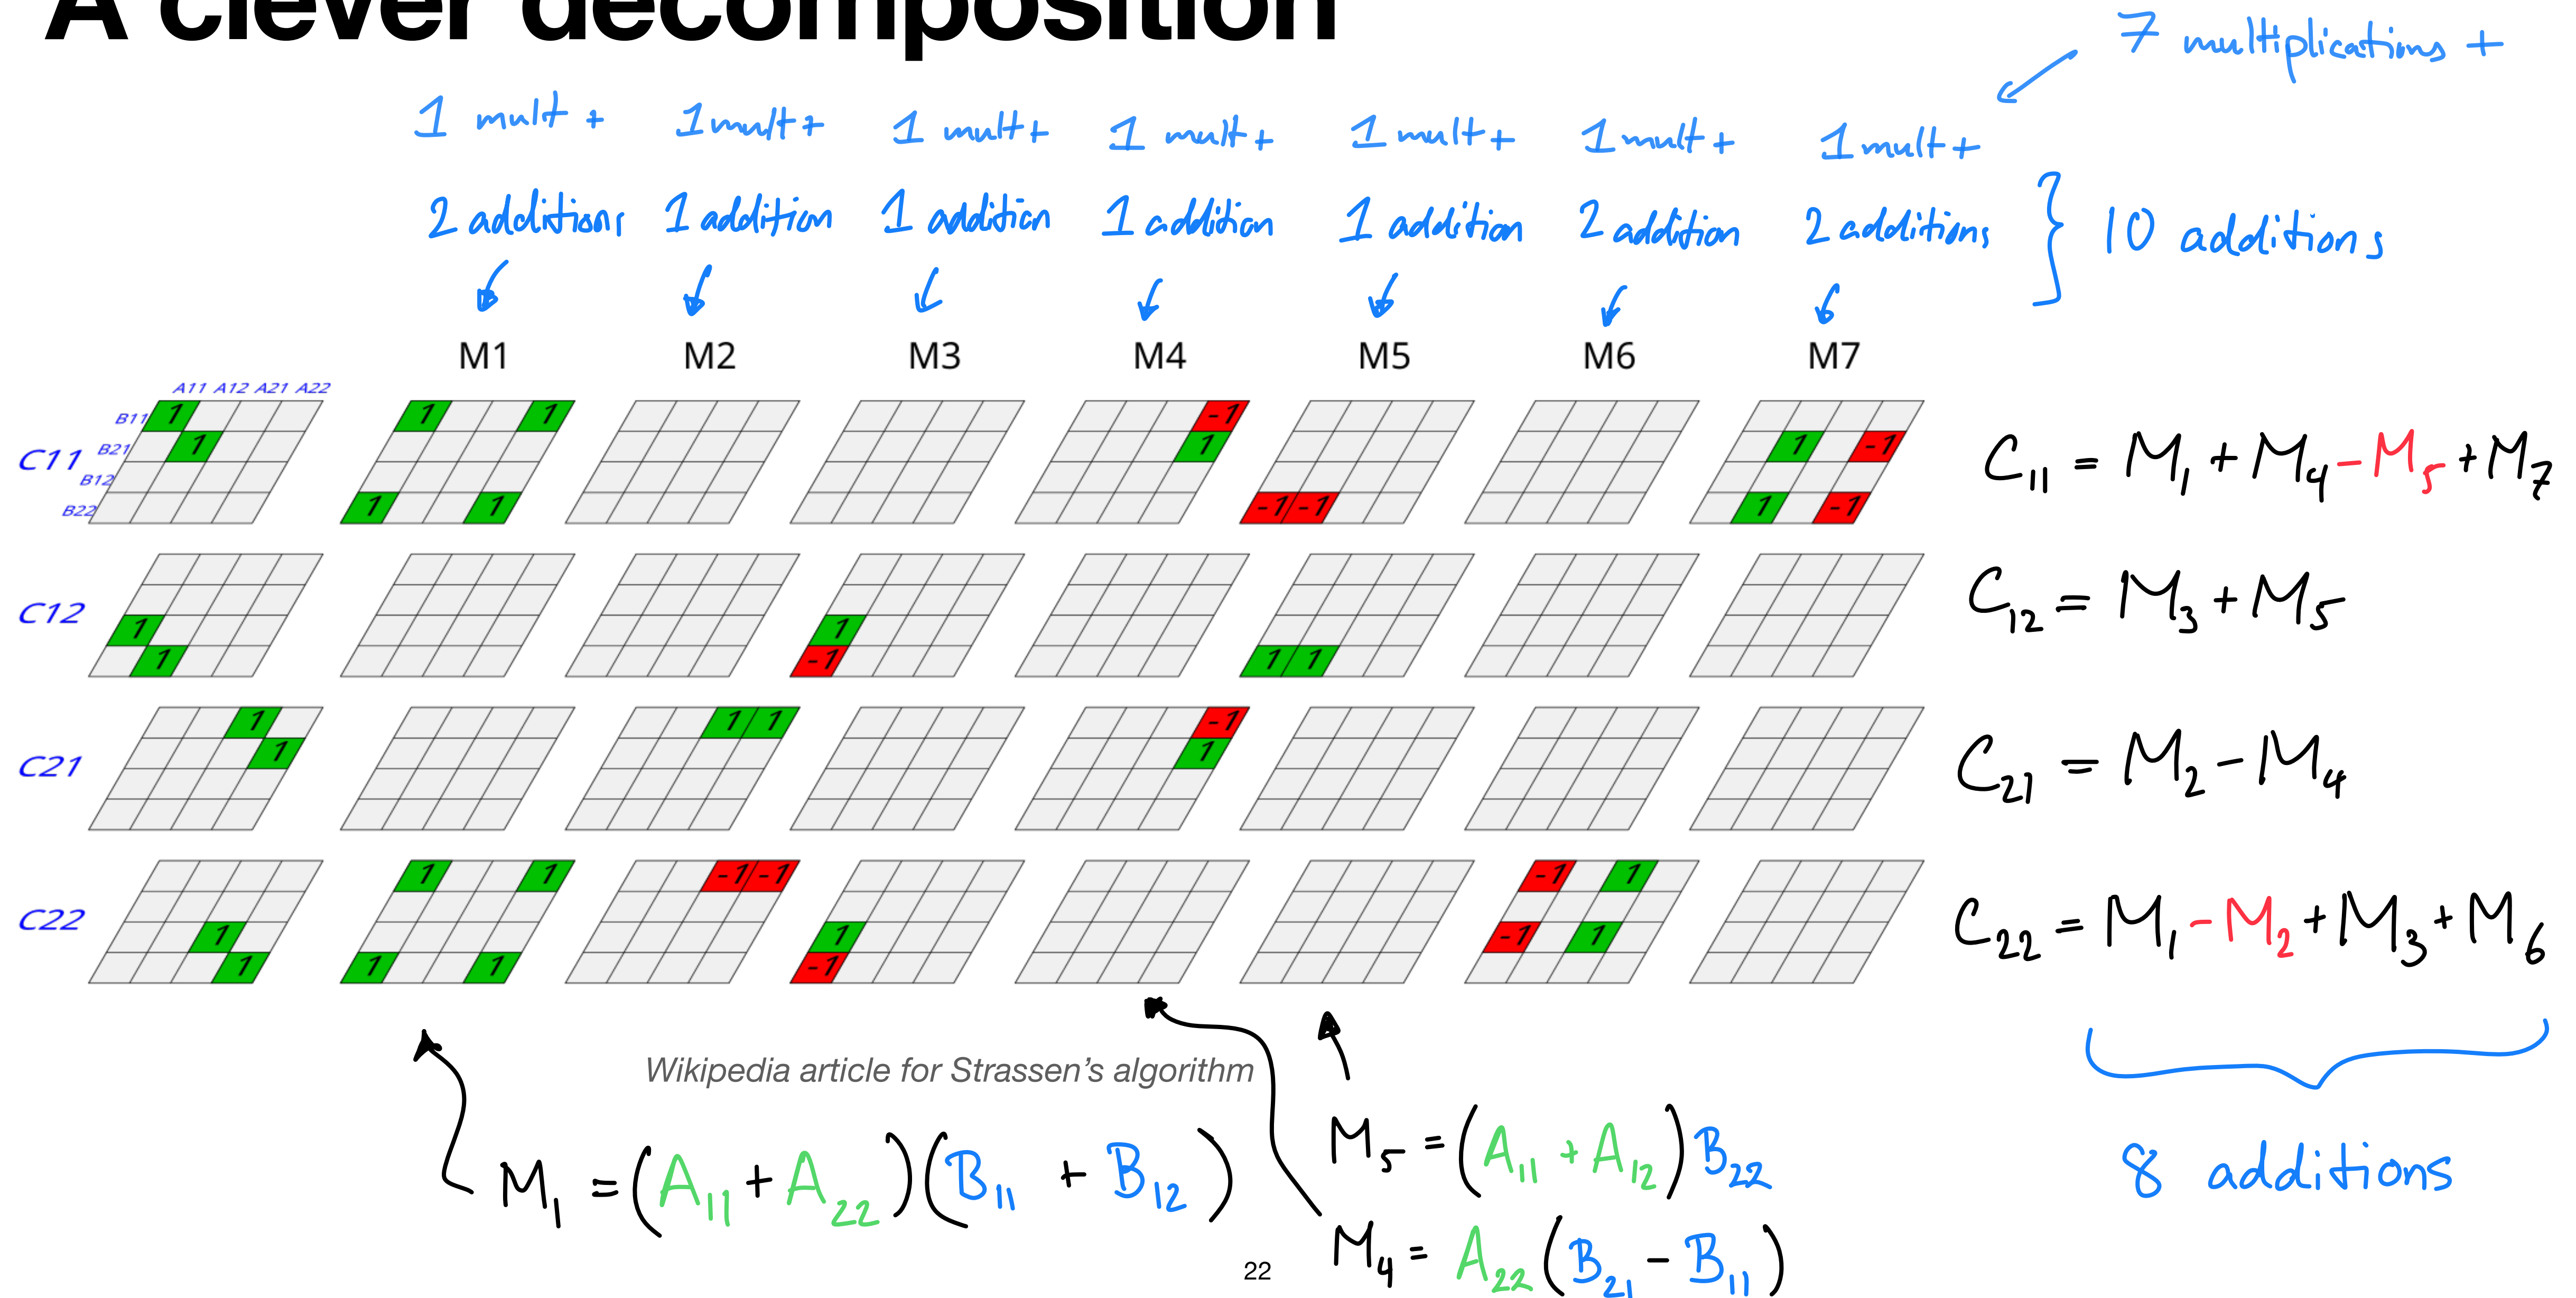 A clever decomposition
7 multiplications +
1 mult + 1 mult + 1 mult + 1 mult + 1 mult + 1 mult + 1 mult +
2 additions 1 addition 1 addition 1 addition 1 addition 2 addition 2 additions } 10 additions
M1 M2 M3 M4 M5 M6 M7
A11 A12 A21 A22
B11 1 1 1 -1
C11 B21 1 1 1 -1 C11 = M1 + M4 - M5 + M7
B12
B22 1 1 -1 -1 1 -1
C12 1 1 C12 = M3 + M5
1 -1 1 1
1 1 1 -1
C21 1 1 C21 = M2 - M4
1 1 -1 -1 -1 1
C22 1 1 -1 1 C22 = M1 - M2 + M3 + M6
1 1 1 -1
Wikipedia article for Strassen’s algorithm
M1 = (A11 + A22)(B11 + B12)
M5 = (A11 + A12) B22
8 additions
M4 = A22 (B21 - B11)
22